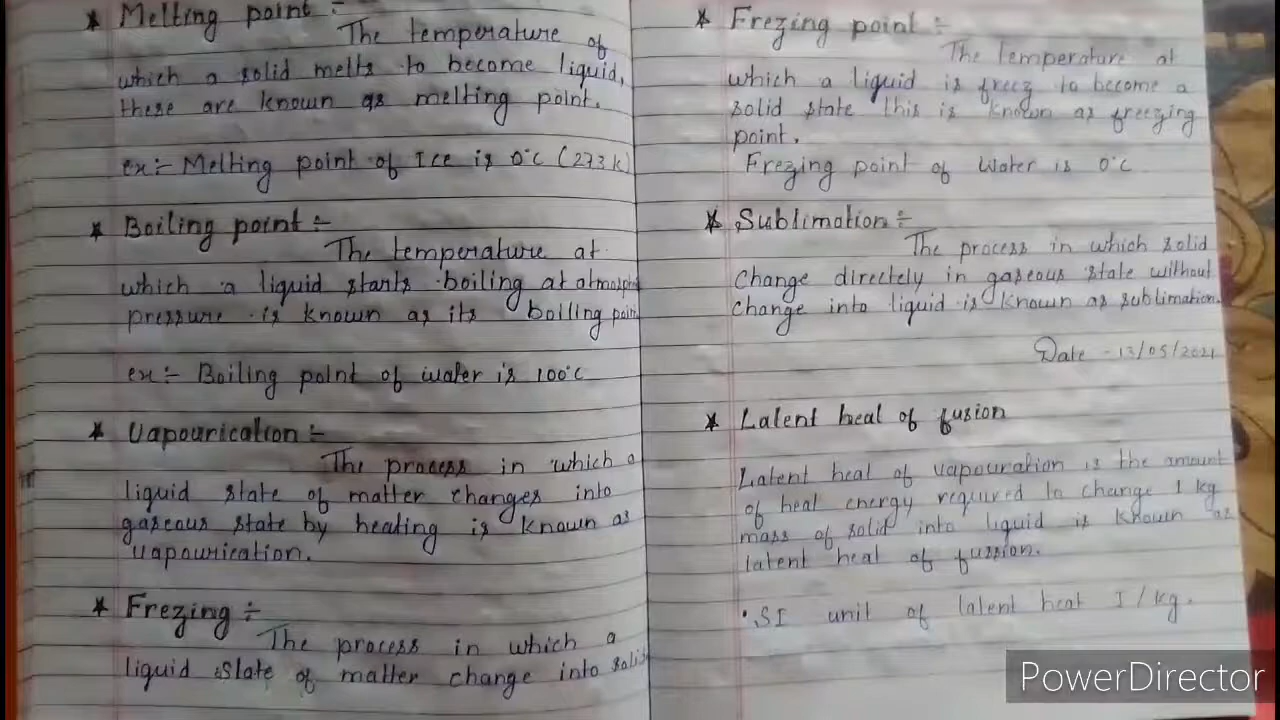 * Melting point :-
The temperature of
which a solid melts to become liquid,
these are known as melting point.
ex:- Melting point of Ice is 0°c (273k)
* Boiling point :-
The temperature at
which a liquid starts boiling at atmosph
pressure is known as its boiling poin
ex:- Boiling point of water is 100°c
* Vapourication :-
The process in which a
liquid state of matter changes into
gaseous state by heating is known as
vapourication.
* Frezing :-
The process in which a
liquid state of matter change into solid
* Frezing point :-
The temperature at
which a liquid is freez to become a
solid state this is known as freezing
point.
Frezing point of water is 0°c
* Sublimation :-
The process in which solid
change directely in gaseous state without
change into liquid is known as sublimation.
Date - 13/05/2021
* Latent heat of fusion
Latent heat of vapouration is the amount
of heat energy required to change 1 kg
mass of solid into liquid is known as
latent heat of fussion.
• SI unit of latent heat J/kg.
PowerDirector